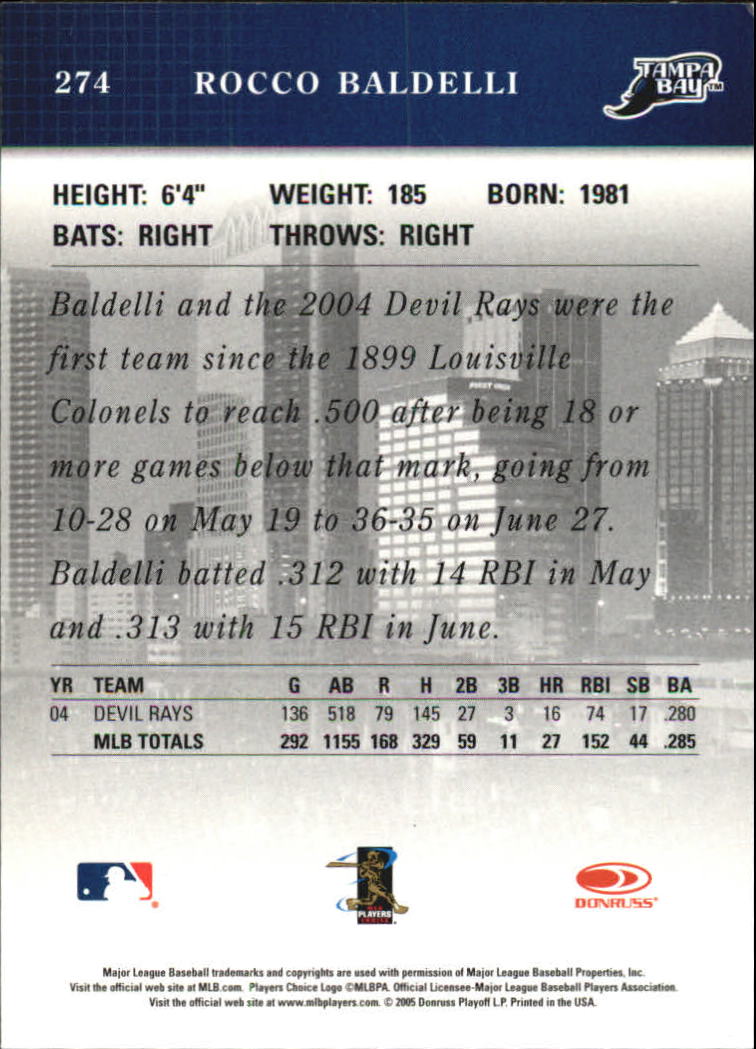 274 ROCCO BALDELLI TAMPA BAY TM
HEIGHT: 6'4" WEIGHT: 185 BORN: 1981
BATS: RIGHT THROWS: RIGHT
Baldelli and the 2004 Devil Rays were the
first team since the 1899 Louisville
Colonels to reach .500 after being 18 or
more games below that mark, going from
10-28 on May 19 to 36-35 on June 27.
Baldelli batted .312 with 14 RBI in May
and .313 with 15 RBI in June.
YR TEAM G AB R H 2B 3B HR RBI SB BA
04 DEVIL RAYS 136 518 79 145 27 3 16 74 17 .280
MLB TOTALS 292 1155 168 329 59 11 27 152 44 .285
MLB
PLAYERS
CHOICE
DONRUSS
Major League Baseball trademarks and copyrights are used with permission of Major League Baseball Properties, Inc.
Visit the official web site at MLB.com. Players Choice Logo ©MLBPA. Official Licensee-Major League Baseball Players Association.
Visit the official web site at www.mlbplayers.com. © 2005 Donruss Playoff L.P. Printed in the USA.